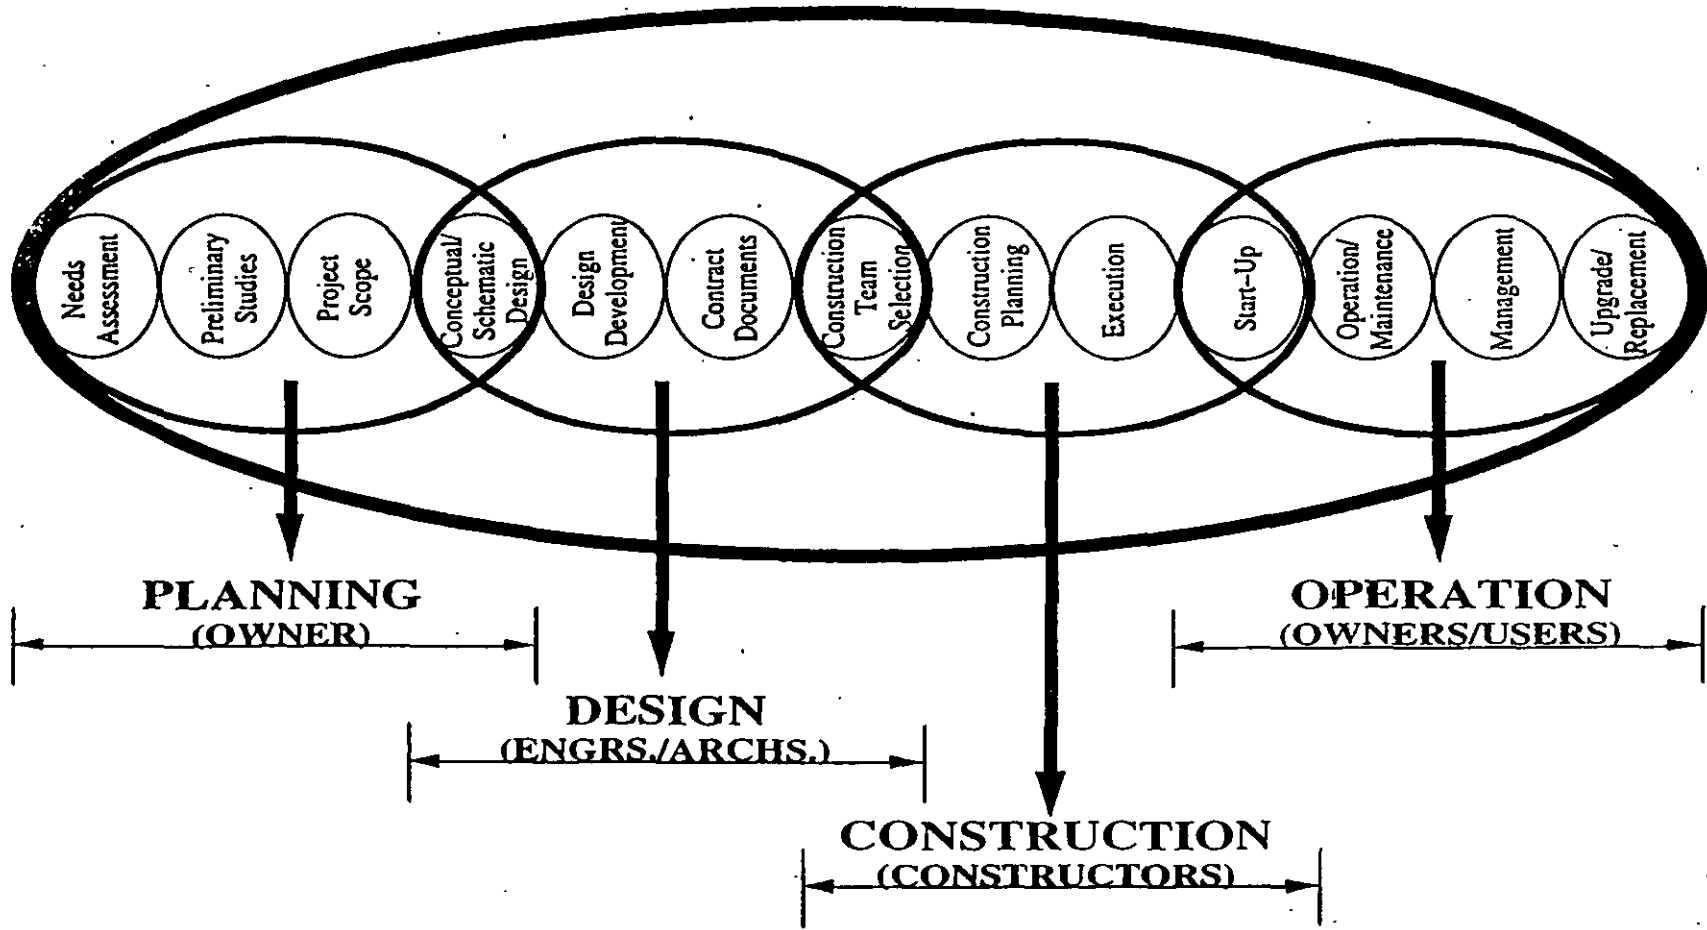 Needs
Assessment
Preliminary
Studies
Project
Scope
Conceptual/
Schematic
Design
Design
Development
Contract
Documents
Construction
Team
Selection
Construction
Planning
Execution
Start-Up
Operation/
Maintenance
Management
Upgrade/
Replacement
PLANNING
(OWNER)
DESIGN
(ENGRS./ARCHS.)
CONSTRUCTION
(CONSTRUCTORS)
OPERATION
(OWNERS/USERS)